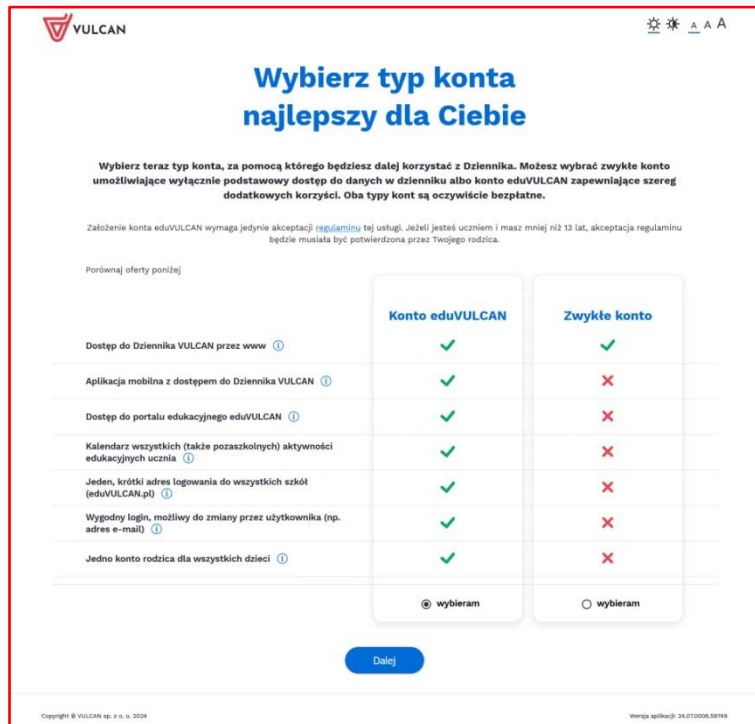 VULCAN
A A A
Wybierz typ konta
najlepszy dla Ciebie
Wybierz teraz typ konta, za pomocą którego będziesz dalej korzystać z Dziennika. Możesz wybrać zwykłe konto
umożliwiające wyłącznie podstawowy dostęp do danych w dzienniku albo konto eduVULCAN zapewniające szereg
dodatkowych korzyści. Oba typy kont są oczywiście bezpłatne.
Założenie konta eduVULCAN wymaga jedynie akceptacji regulaminu tej usługi. Jeżeli jesteś uczniem i masz mniej niż 13 lat, akceptacja regulaminu
będzie musiała być potwierdzona przez Twojego rodzica.
Porównaj oferty poniżej
Konto eduVULCAN Zwykłe konto
Dostęp do Dziennika VULCAN przez www
Aplikacja mobilna z dostępem do Dziennika VULCAN
Dostęp do portalu edukacyjnego eduVULCAN
Kalendarz wszystkich (także pozaszkolnych) aktywności
edukacyjnych ucznia
Jeden, krótki adres logowania do wszystkich szkół
(eduVULCAN.pl)
Wygodny login, możliwy do zmiany przez użytkownika (np.
adres e-mail)
Jedno konto rodzica dla wszystkich dzieci
wybieram wybieram
Dalej
Copyright © VULCAN sp. z o. o. 2024 Wersja aplikacji: 24.07.0006.59749